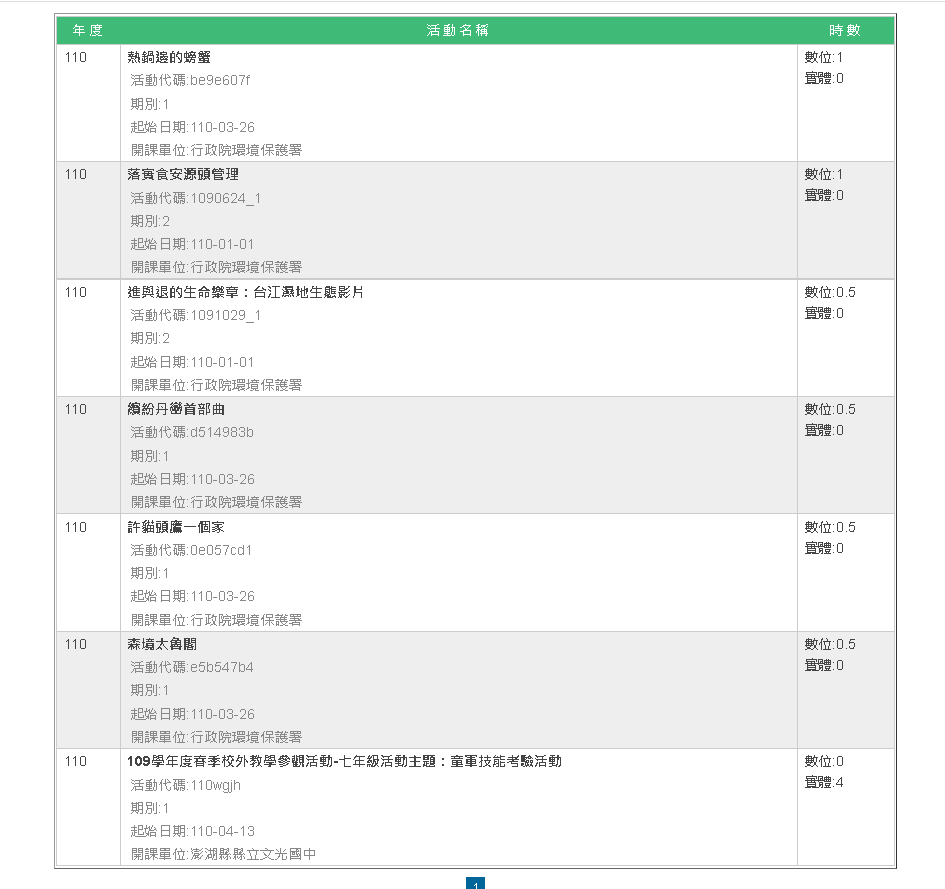 年度 活動名稱 時數
110 熱鍋邊的螃蟹 數位:1
活動代碼:be9e607f 實體:0
期別:1
起始日期:110-03-26
開課單位:行政院環境保護署
110 落實食安源頭管理 數位:1
活動代碼:1090624_1 實體:0
期別:2
起始日期:110-01-01
開課單位:行政院環境保護署
110 進與退的生命樂章：台江濕地生態影片 數位:0.5
活動代碼:1091029_1 實體:0
期別:2
起始日期:110-01-01
開課單位:行政院環境保護署
110 繽紛丹巒首部曲 數位:0.5
活動代碼:d514983b 實體:0
期別:1
起始日期:110-03-26
開課單位:行政院環境保護署
110 許貓頭鷹一個家 數位:0.5
活動代碼:0e057cd1 實體:0
期別:1
起始日期:110-03-26
開課單位:行政院環境保護署
110 森境太魯閣 數位:0.5
活動代碼:e5b547b4 實體:0
期別:1
起始日期:110-03-26
開課單位:行政院環境保護署
110 109學年度春季校外教學參觀活動-七年級活動主題：童軍技能考驗活動 數位:0
活動代碼:110wgjh 實體:4
期別:1
起始日期:110-04-13
開課單位:澎湖縣縣立文光國中
1